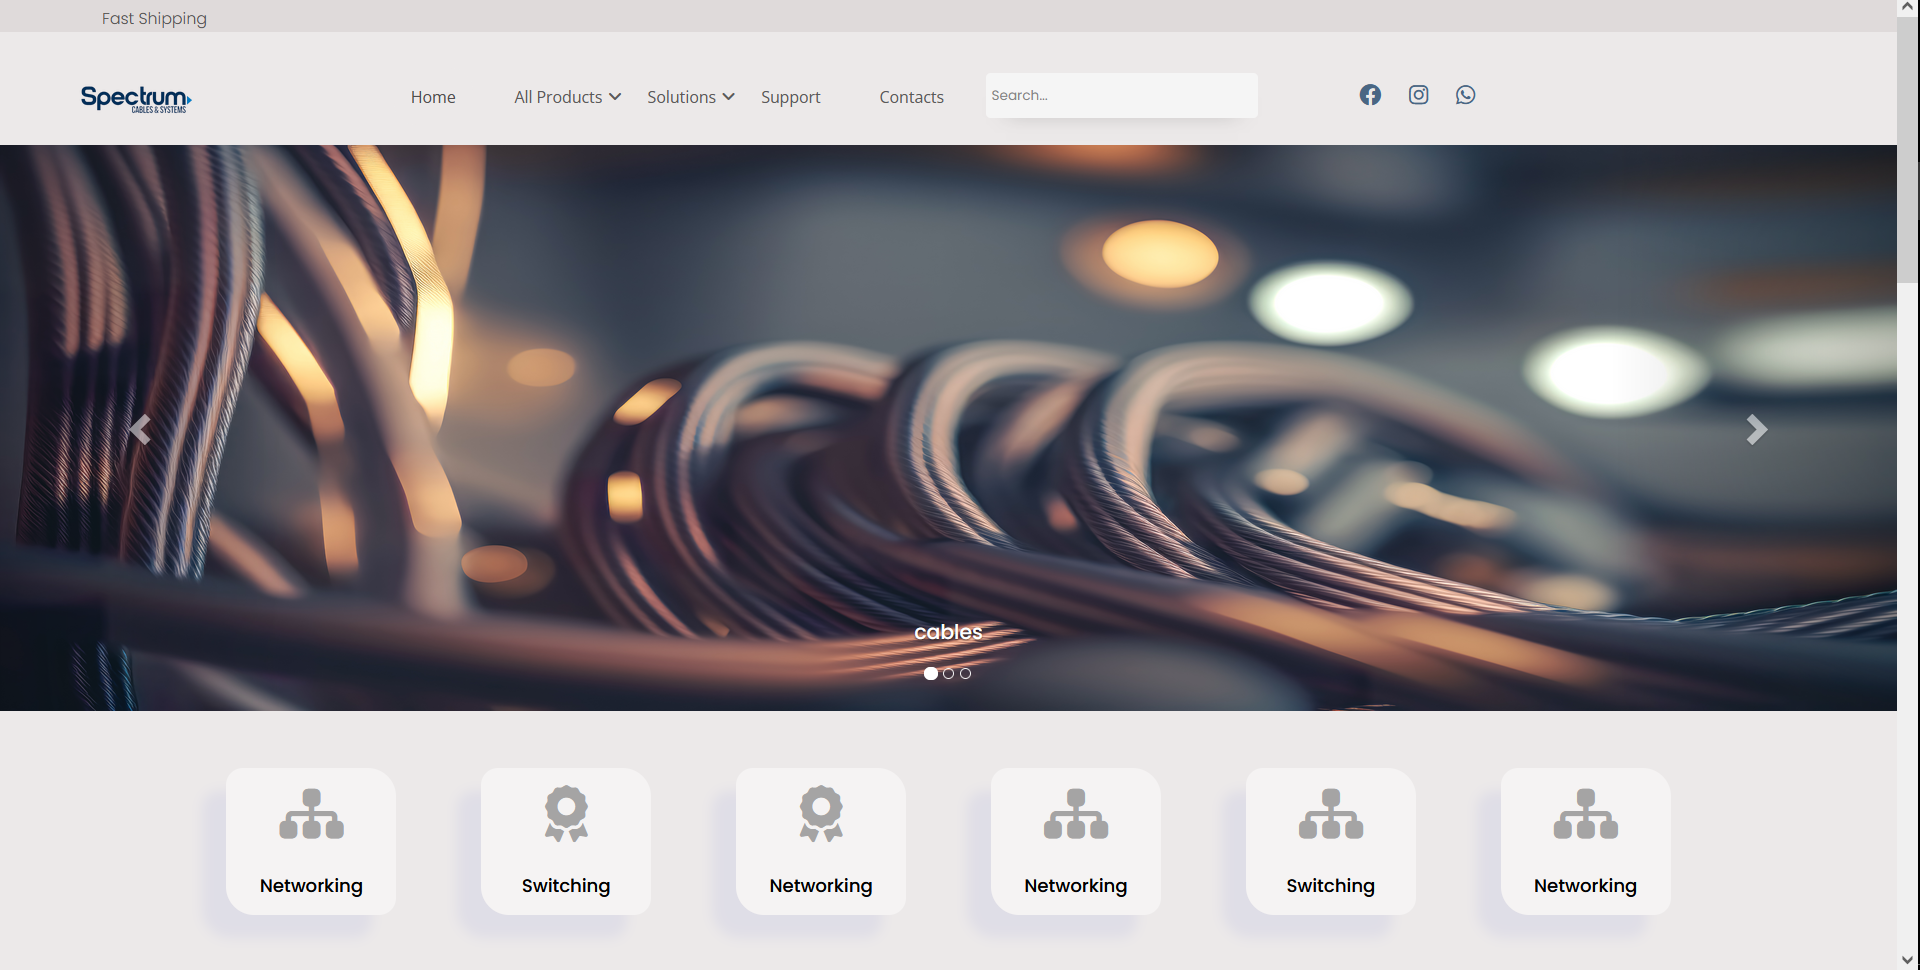 Fast Shipping
Spectrum
CABLES & SYSTEMS
Home
All Products
Solutions
Support
Contacts
Search...
cables
Networking
Switching
Networking
Networking
Switching
Networking